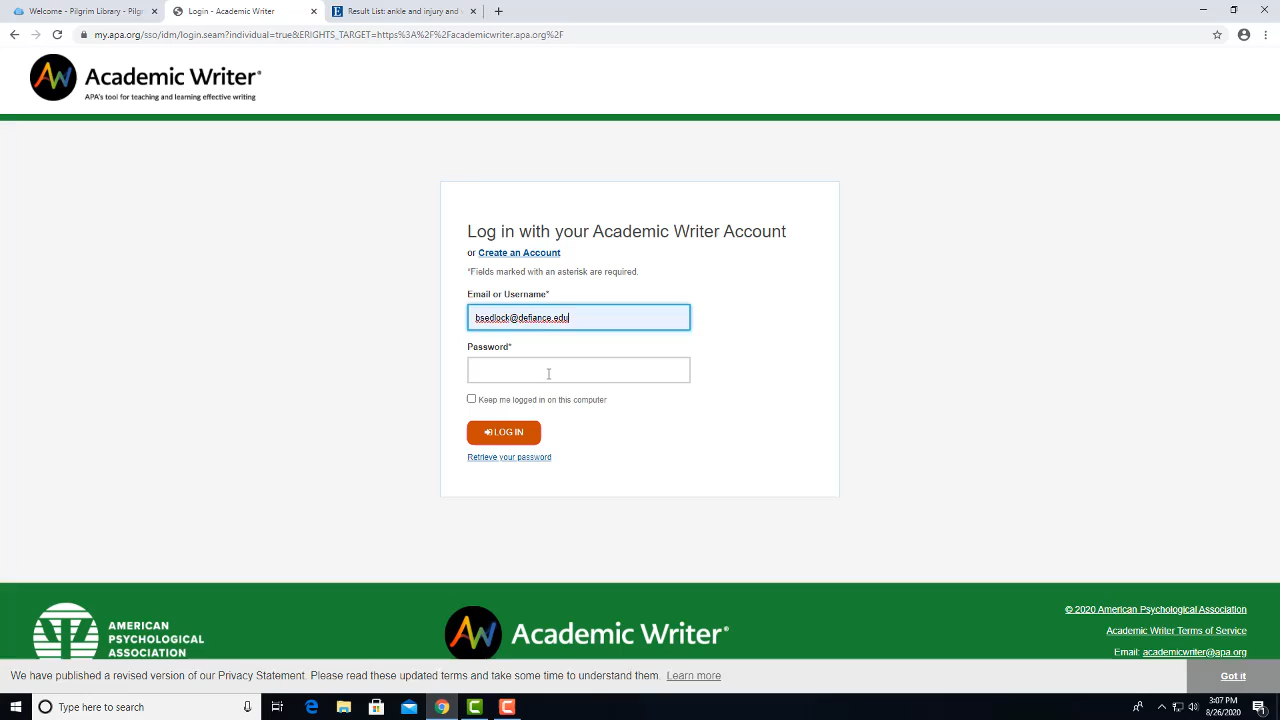 Welcome - Pilgrim Library - Pilgr
Login - Academic Writer
Result List: ankle and injury and
my.apa.org/sso/idm/login.seam?individual=true&ERIGHTS_TARGET=https%3A%2F%2Facademicwriter.apa.org%2F
AW Academic Writer®
APA's tool for teaching and learning effective writing
Log in with your Academic Writer Account
or Create an Account
*Fields marked with an asterisk are required.
Email or Username*
bsedlock@defiance.edu
Password*
Keep me logged in on this computer
LOG IN
Retrieve your password
AMERICAN
PSYCHOLOGICAL
ASSOCIATION
AW Academic Writer®
© 2020 American Psychological Association
Academic Writer Terms of Service
Email: academicwriter@apa.org
We have published a revised version of our Privacy Statement. Please read these updated terms and take some time to understand them. Learn more
Got it
Type here to search
3:07 PM
8/26/2020